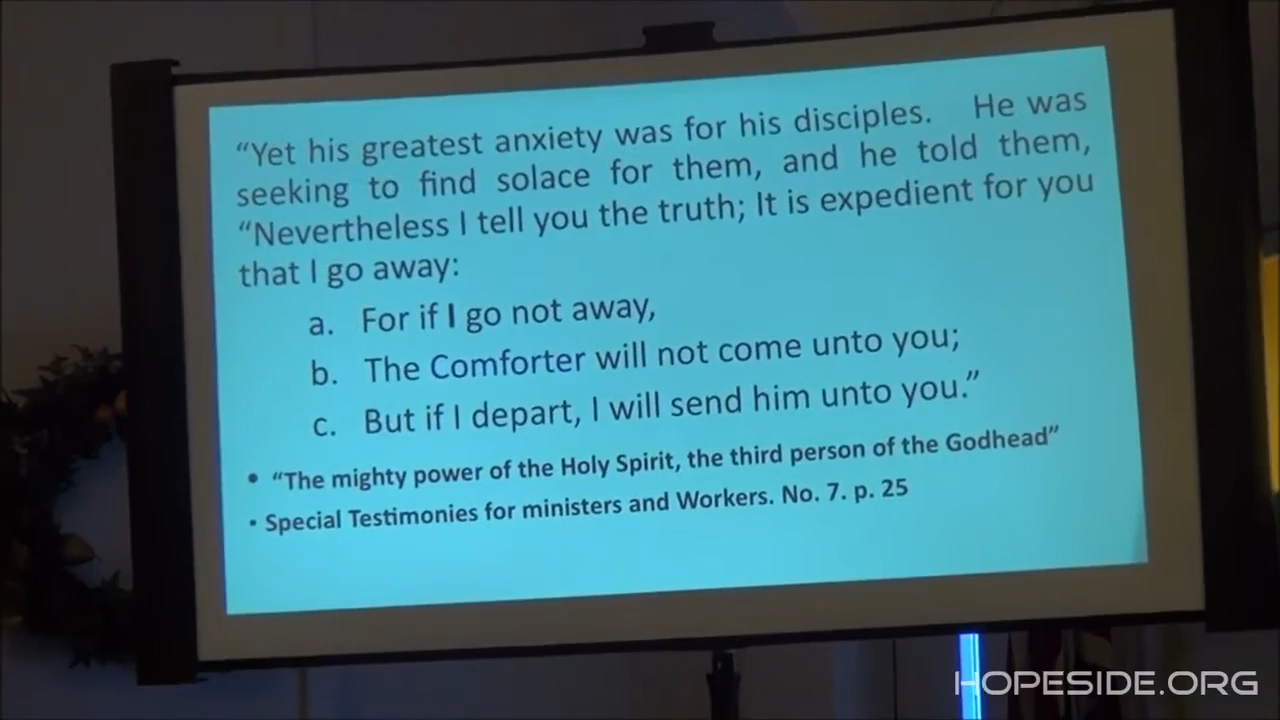 “Yet his greatest anxiety was for his disciples. He was
seeking to find solace for them, and he told them,
“Nevertheless I tell you the truth; It is expedient for you
that I go away:
a. For if I go not away,
b. The Comforter will not come unto you;
c. But if I depart, I will send him unto you.”
• “The mighty power of the Holy Spirit, the third person of the Godhead”
• Special Testimonies for ministers and Workers. No. 7. p. 25
HOPESIDE.ORG